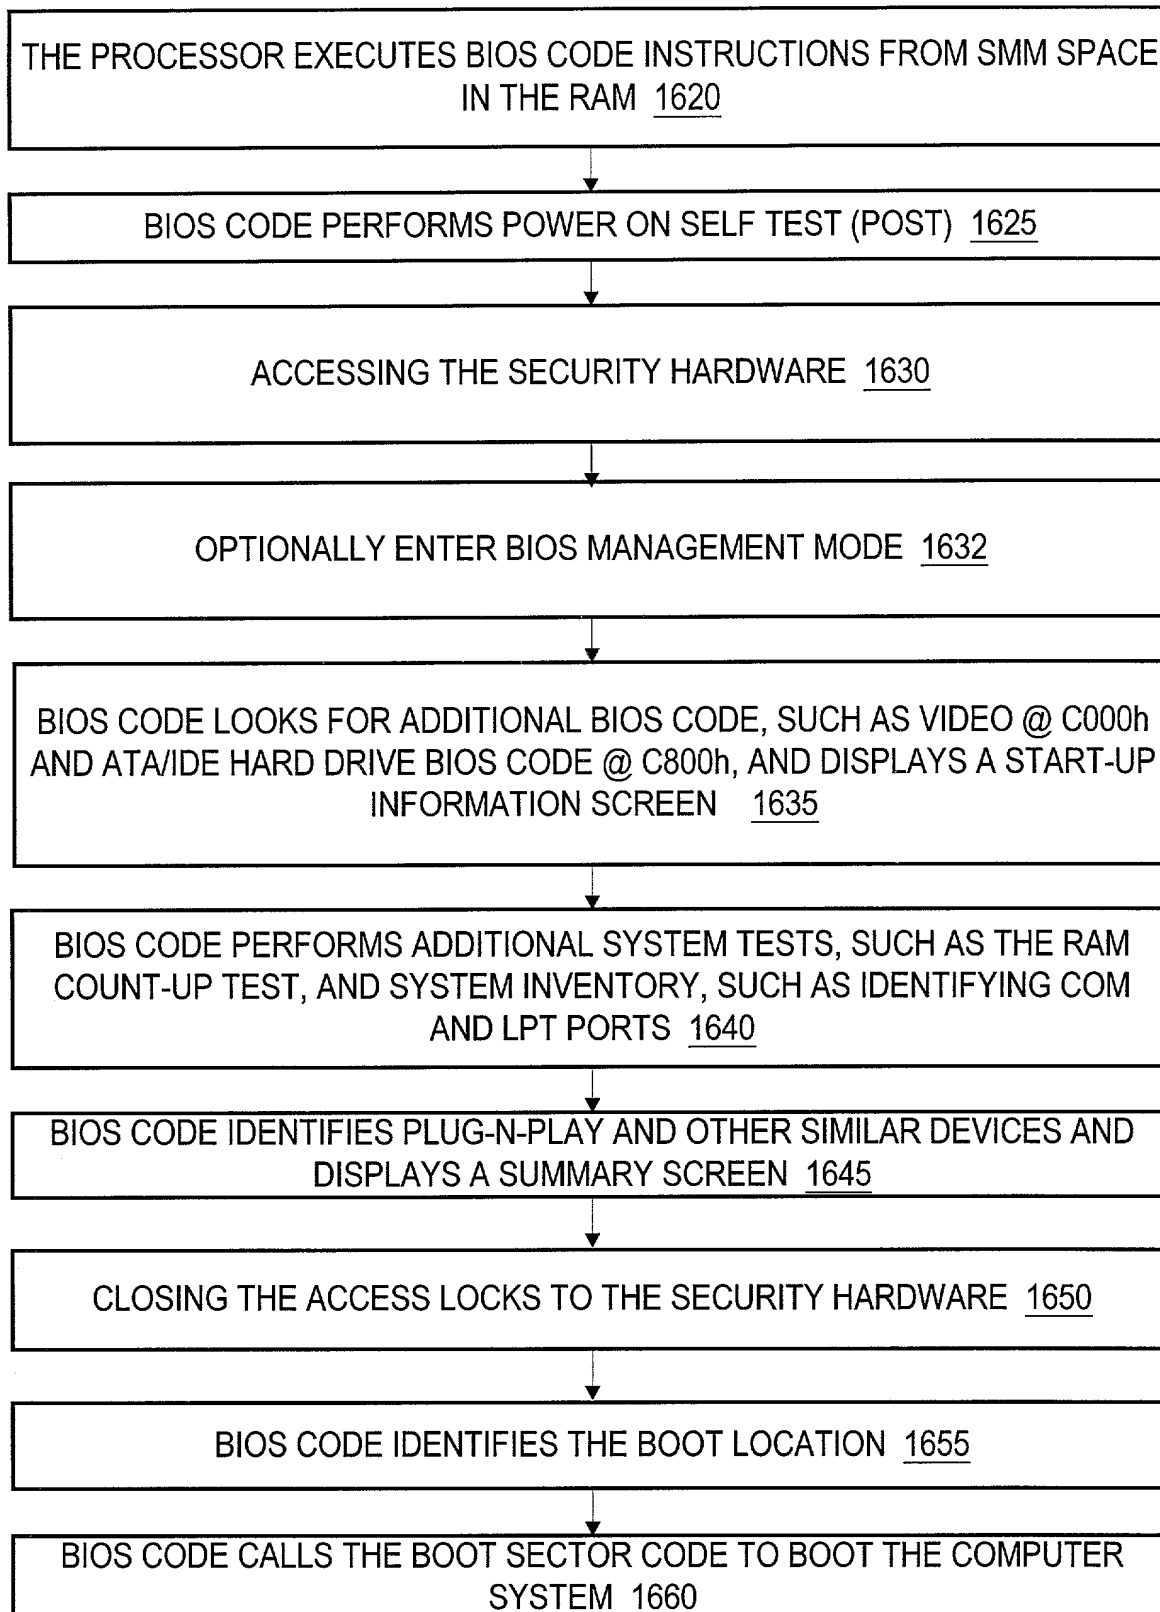 THE PROCESSOR EXECUTES BIOS CODE INSTRUCTIONS FROM SMM SPACE
IN THE RAM 1620
BIOS CODE PERFORMS POWER ON SELF TEST (POST) 1625
ACCESSING THE SECURITY HARDWARE 1630
OPTIONALLY ENTER BIOS MANAGEMENT MODE 1632
BIOS CODE LOOKS FOR ADDITIONAL BIOS CODE, SUCH AS VIDEO @ C000h
AND ATA/IDE HARD DRIVE BIOS CODE @ C800h, AND DISPLAYS A START-UP
INFORMATION SCREEN 1635
BIOS CODE PERFORMS ADDITIONAL SYSTEM TESTS, SUCH AS THE RAM
COUNT-UP TEST, AND SYSTEM INVENTORY, SUCH AS IDENTIFYING COM
AND LPT PORTS 1640
BIOS CODE IDENTIFIES PLUG-N-PLAY AND OTHER SIMILAR DEVICES AND
DISPLAYS A SUMMARY SCREEN 1645
CLOSING THE ACCESS LOCKS TO THE SECURITY HARDWARE 1650
BIOS CODE IDENTIFIES THE BOOT LOCATION 1655
BIOS CODE CALLS THE BOOT SECTOR CODE TO BOOT THE COMPUTER
SYSTEM 1660